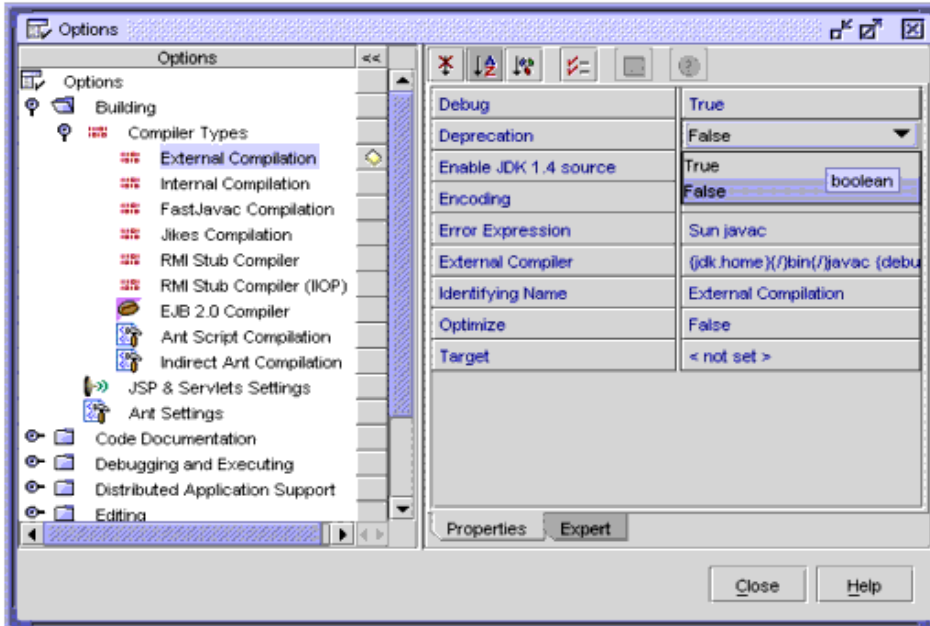 Options
Options
<<
Options
Building
Compiler Types
External Compilation
Internal Compilation
FastJavac Compilation
Jikes Compilation
RMI Stub Compiler
RMI Stub Compiler (IIOP)
EJB 2.0 Compiler
Ant Script Compilation
Indirect Ant Compilation
JSP & Servlets Settings
Ant Settings
Code Documentation
Debugging and Executing
Distributed Application Support
Editing
Debug True
Deprecation False
Enable JDK 1.4 source True
boolean
Encoding False
Error Expression Sun javac
External Compiler {jdk.home}{/}bin{/}javac {debu
Identifying Name External Compilation
Optimize False
Target < not set >
Properties Expert
Close Help